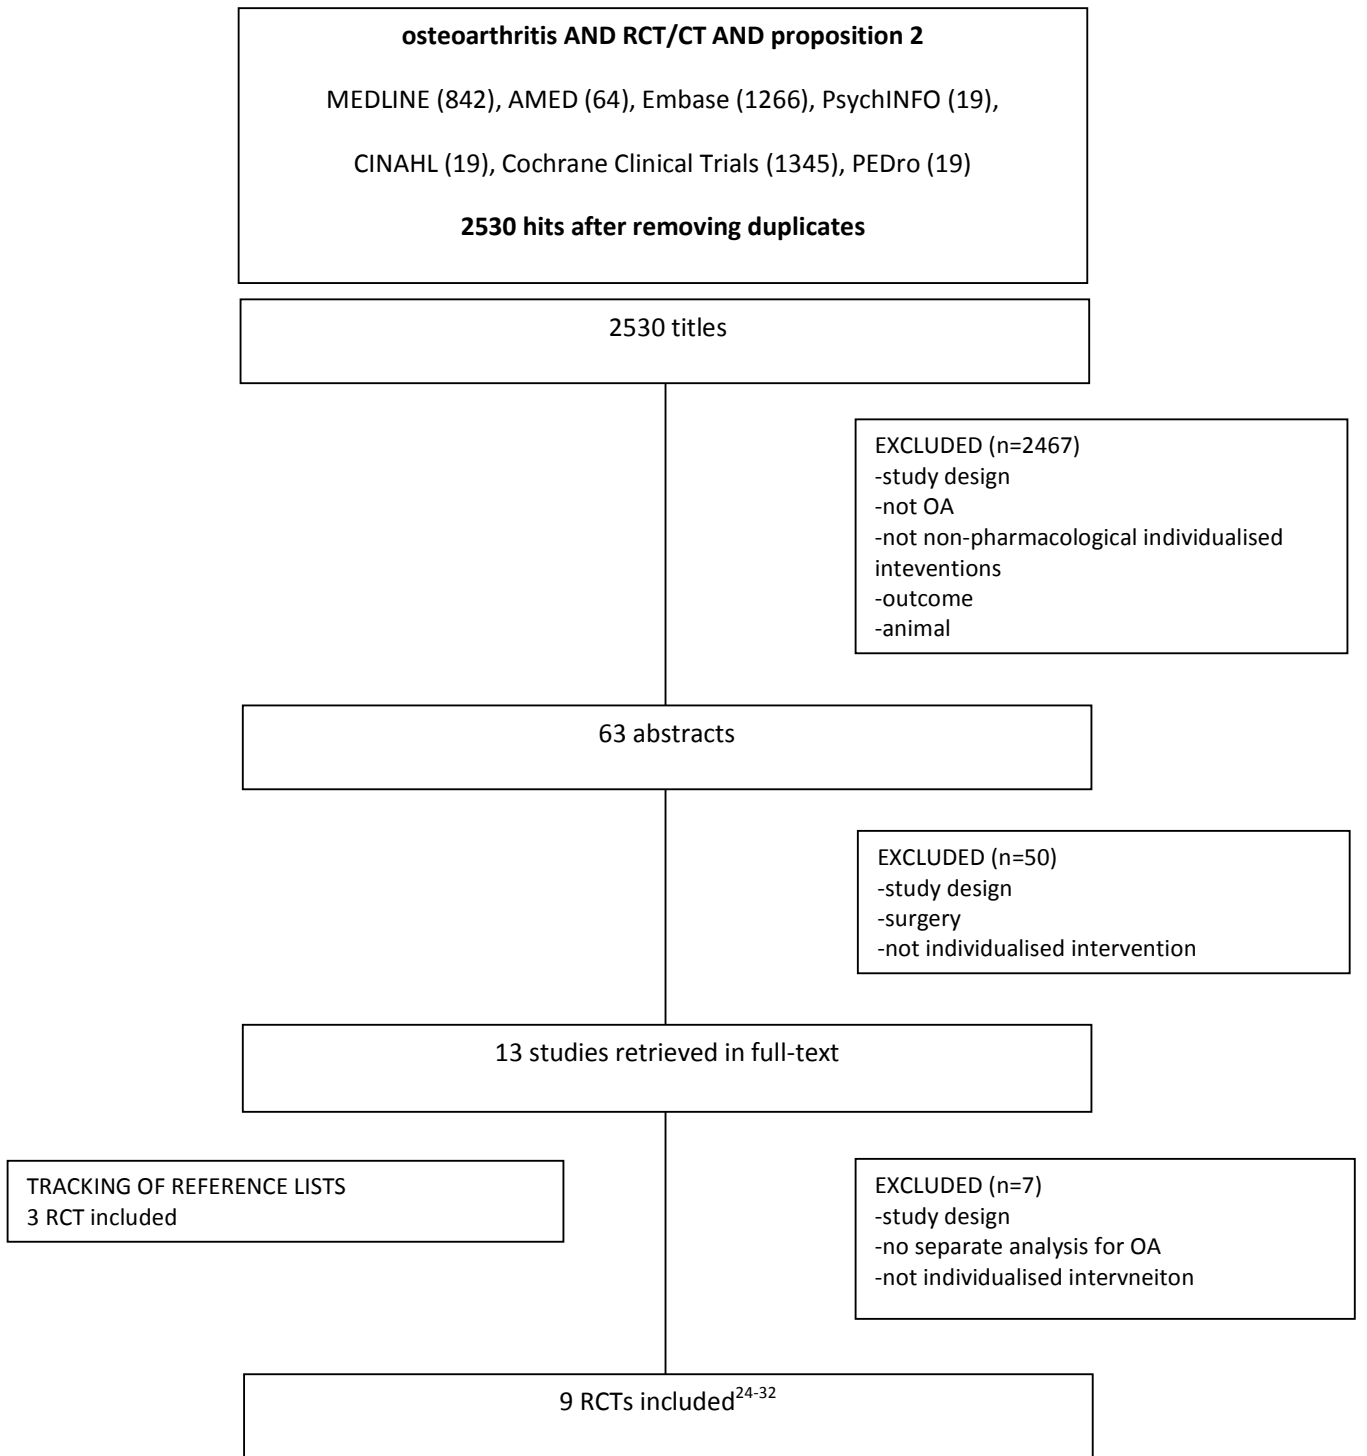 osteoarthritis AND RCT/CT AND proposition 2
MEDLINE (842), AMED (64), Embase (1266), PsychINFO (19),
CINAHL (19), Cochrane Clinical Trials (1345), PEDro (19)
2530 hits after removing duplicates
2530 titles
EXCLUDED (n=2467)
-study design
-not OA
-not non-pharmacological individualised
inteventions
-outcome
-animal
63 abstracts
EXCLUDED (n=50)
-study design
-surgery
-not individualised intervention
13 studies retrieved in full-text
TRACKING OF REFERENCE LISTS
3 RCT included
EXCLUDED (n=7)
-study design
-no separate analysis for OA
-not individualised intervneiton
9 RCTs included24-32